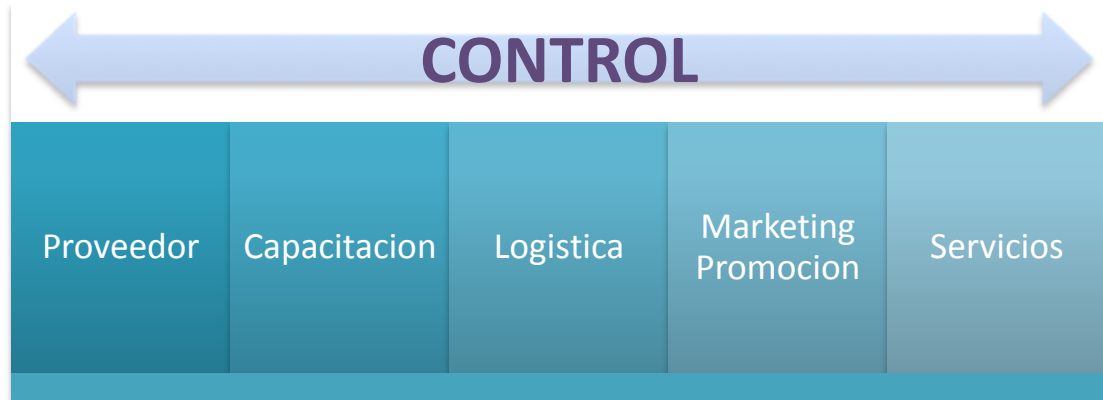 CONTROL
Proveedor
Capacitacion
Logistica
Marketing
Promocion
Servicios